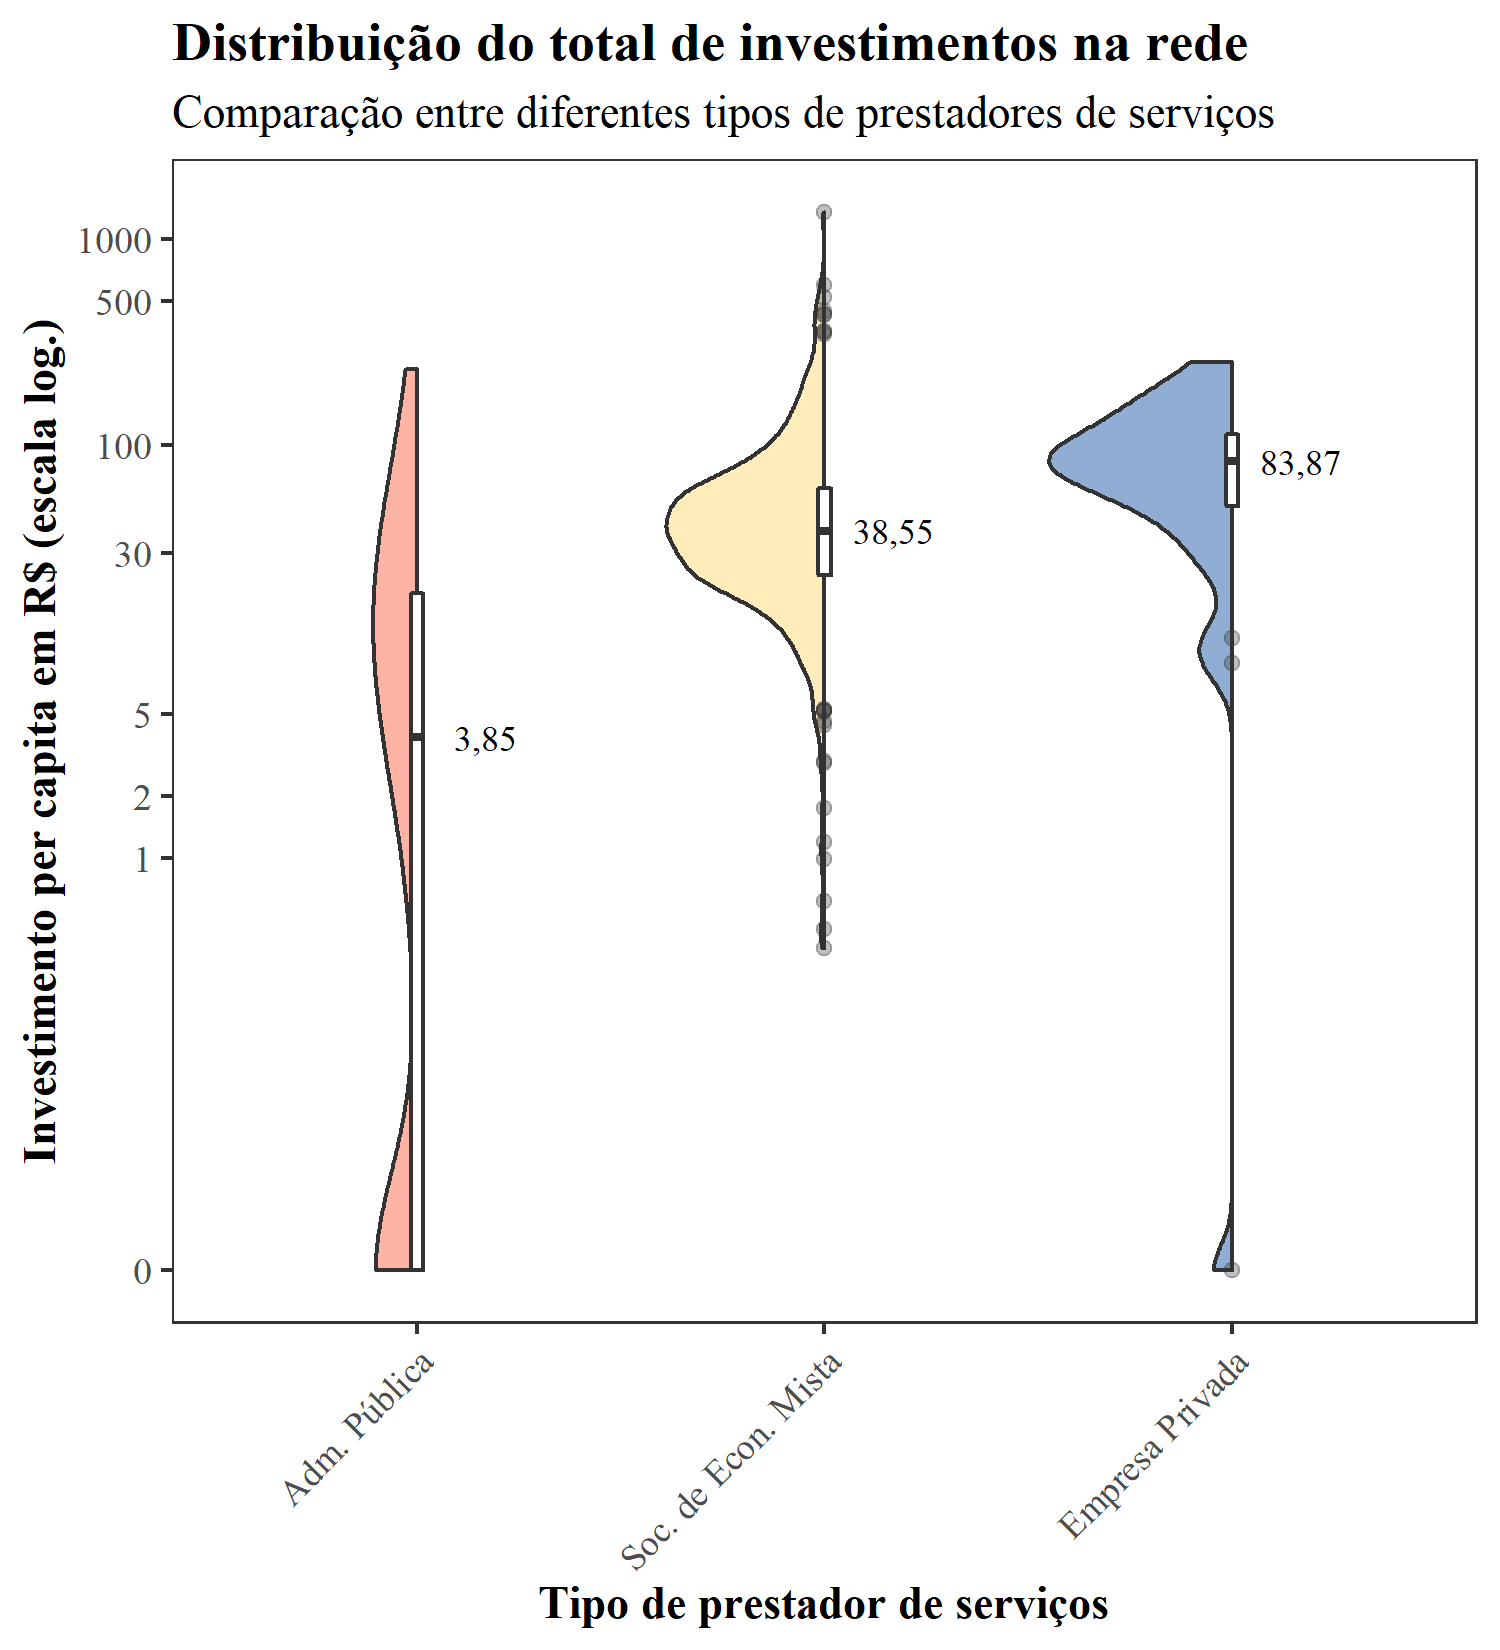 Distribuição do total de investimentos na rede
Comparação entre diferentes tipos de prestadores de serviços
Investimento per capita em R$ (escala log.)
1000
500
100
30
5
2
1
0
3,85
38,55
83,87
Adm. Pública
Soc. de Econ. Mista
Empresa Privada
Tipo de prestador de serviços